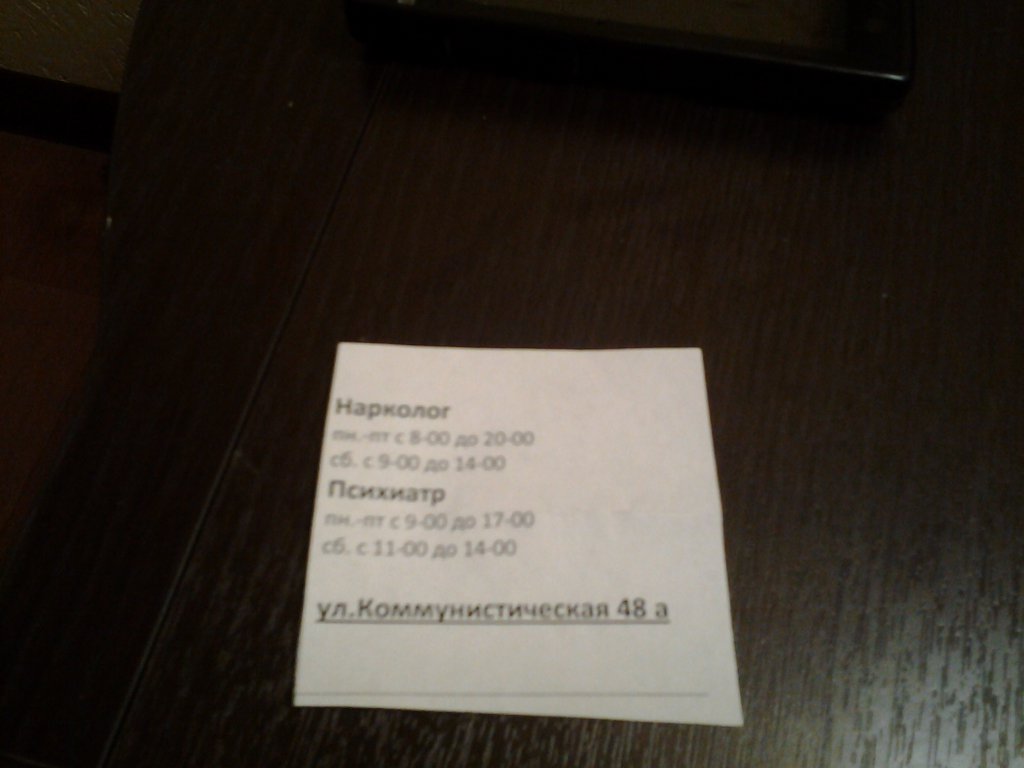 Нарколог
пн.-пт с 8-00 до 20-00
сб. с 9-00 до 14-00
Психиатр
пн.-пт с 9-00 до 17-00
сб. с 11-00 до 14-00
ул.Коммунистическая 48 а